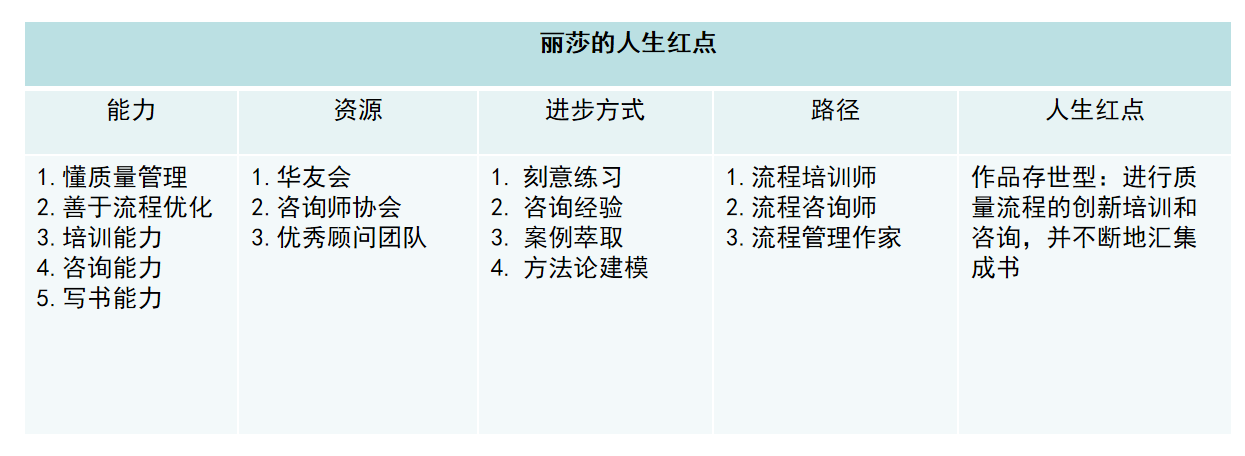 丽莎的人生红点
能力
资源
进步方式
路径
人生红点
1.懂质量管理
2.善于流程优化
3.培训能力
4.咨询能力
5.写书能力
1.华友会
2.咨询师协会
3.优秀顾问团队
1. 刻意练习
2. 咨询经验
3. 案例萃取
4. 方法论建模
1.流程培训师
2.流程咨询师
3.流程管理作家
作品存世型：进行质
量流程的创新培训和
咨询，并不断地汇集
成书